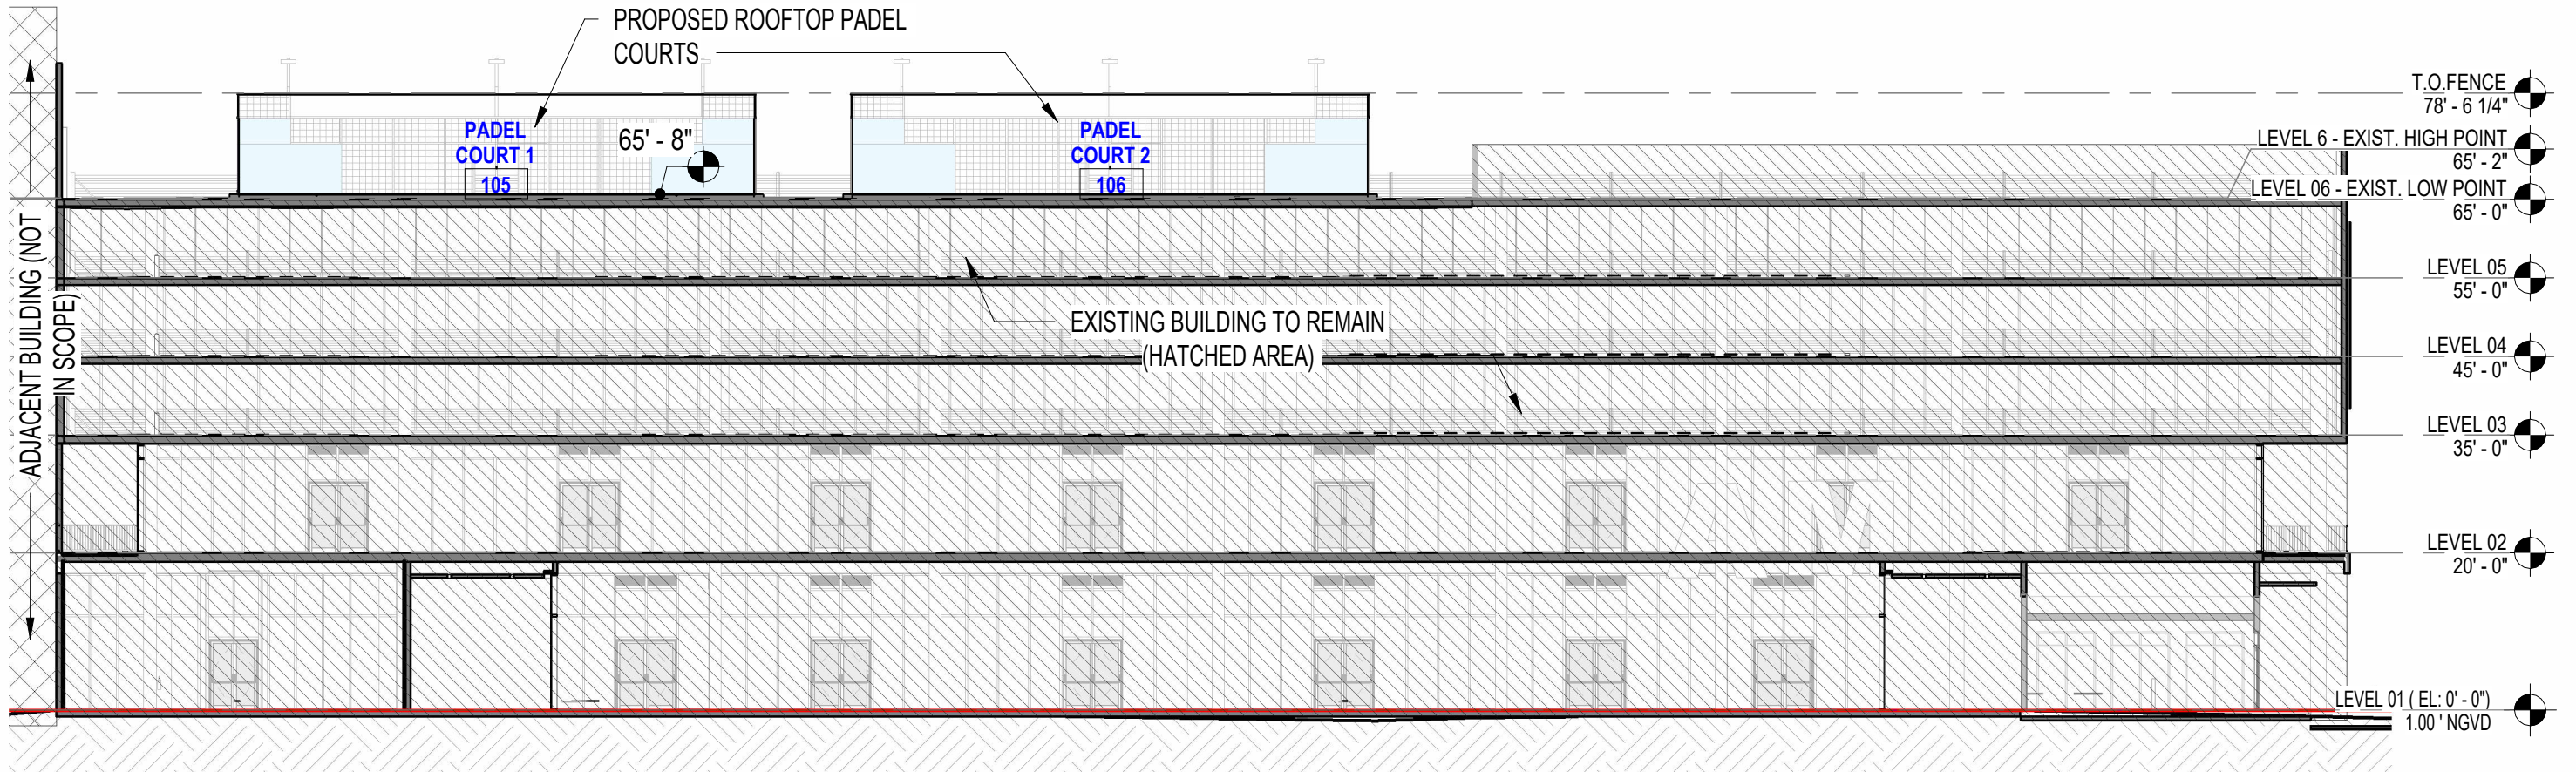 PROPOSED ROOFTOP PADEL
COURTS
T.O.FENCE
78' - 6 1/4"
PADEL
COURT 1
105
65' - 8"
PADEL
COURT 2
106
LEVEL 6 - EXIST. HIGH POINT
65' - 2"
LEVEL 06 - EXIST. LOW POINT
65' - 0"
ADJACENT BUILDING (NOT
IN SCOPE)
LEVEL 05
55' - 0"
EXISTING BUILDING TO REMAIN
(HATCHED AREA)
LEVEL 04
45' - 0"
LEVEL 03
35' - 0"
LEVEL 02
20' - 0"
LEVEL 01 ( EL: 0' - 0")
1.00 ' NGVD